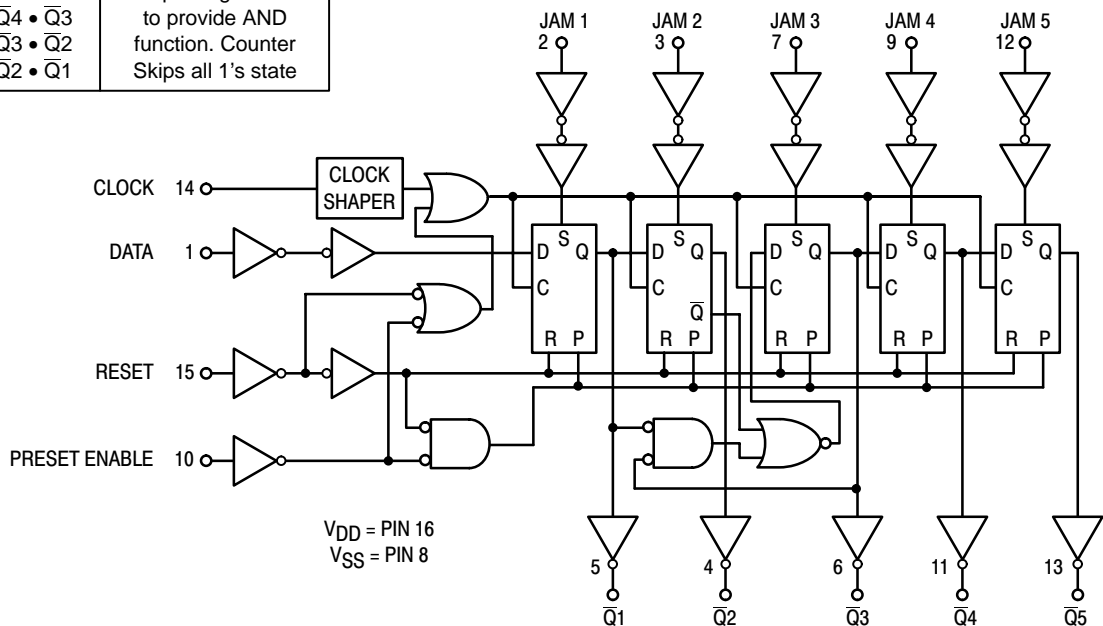 Q̅4 • Q̅3
Q̅3 • Q̅2
Q̅2 • Q̅1
to provide AND
function. Counter
Skips all 1's state
JAM 1
2
JAM 2
3
JAM 3
7
JAM 4
9
JAM 5
12
CLOCK 14
CLOCK
SHAPER
DATA 1
S
D Q
C
R P
S
D Q
C
Q̅
R P
S
D Q
C
R P
S
D Q
C
R P
S
D Q
C
R P
RESET 15
PRESET ENABLE 10
VDD = PIN 16
VSS = PIN 8
5
4
6
11
13
Q̅1
Q̅2
Q̅3
Q̅4
Q̅5